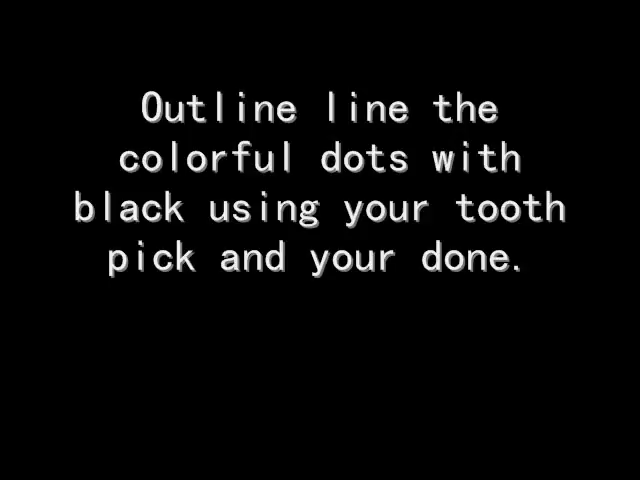 Outline line the
colorful dots with
black using your tooth
pick and your done.